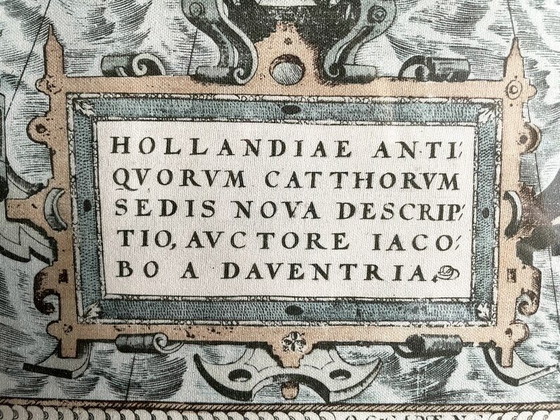 HOLLANDIAE ANTI-
QVORVM CATTHORVM
SEDIS NOVA DESCRIP-
TIO, AVCTORE IACO-
BO A DAVENTRIA.